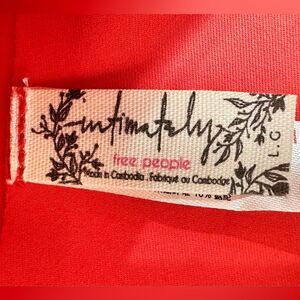 intimately
free people
Made in Cambodia . Fabriqué au Cambodge
L.C